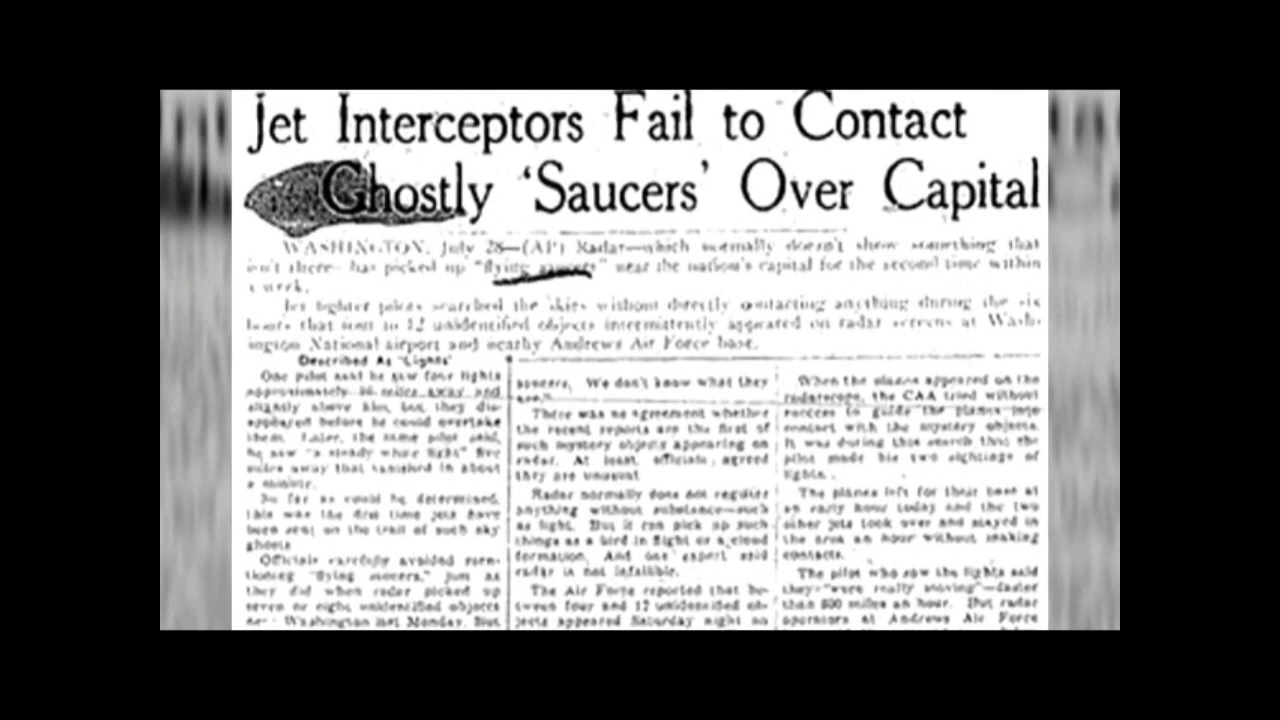 Jet Interceptors Fail to Contact
Ghostly 'Saucers' Over Capital
WASHINGTON, July 28—(AP) Radar—which normally doesn't show something that
isn't there—has picked up "flying saucers" near the nation's capital for the second time within
a week.
Jet fighter pilots searched the skies without directly contacting anything during the six
hours that four to 12 unidentified objects intermittently appeared on radar screens at Wash-
ington National airport and nearby Andrews Air Force base.
Described As 'Lights'
One pilot said he saw four lights
approximately miles away and
slightly above him, but they dis-
appeared before he could overtake
them. Later, the same pilot said,
he saw "a steady white light" five
miles away that vanished in about
a minute.
So far as could be determined,
this was the first time jets have
been sent on the trail of such sky
ghosts
Officials carefully avoided men-
tioning "flying saucers," just as
they did when radar picked up
seven or eight unidentified objects
near Washington last Monday. But
saucers. We don't know what they
are."
There was no agreement whether
the recent reports are the first of
such mystery objects appearing on
radar. At least, officials agreed
they are unusual
Radar normally does not register
anything without substance—such
as light. But it can pick up such
things as a bird in flight or a cloud
formation. And one expert said
radar is not infallible.
The Air Force reported that be-
tween four and 12 unidentified ob-
jects appeared Saturday night on
When the planes appeared on the
radarscope, the CAA tried without
success to guide the planes into
contact with the mystery objects.
It was during this search that the
pilot made his two sightings of
lights.
The planes left for their base at
an early hour today and the two
other jets took over and stayed in
the area an hour without making
contacts.
The pilot who saw the lights said
they "were really moving"—faster
than 600 miles an hour. But radar
operators at Andrews Air Force